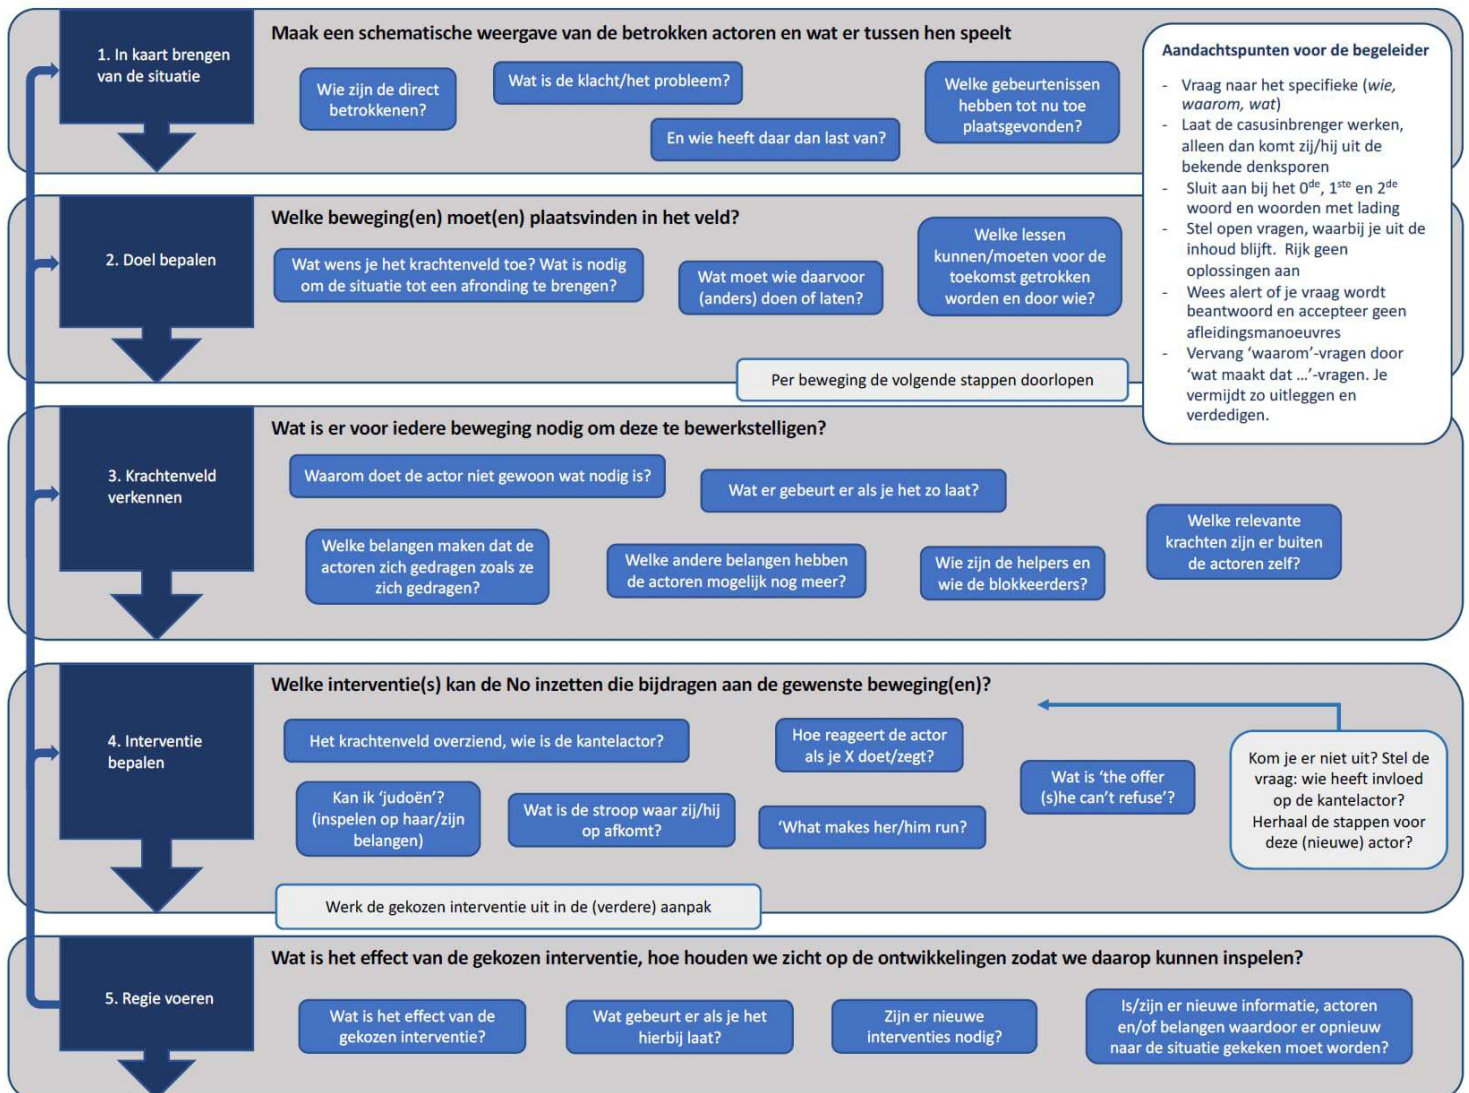 Maak een schematische weergave van de betrokken actoren en wat er tussen hen speelt
1. In kaart brengen
van de situatie
Wie zijn de direct
betrokkenen?
Wat is de klacht/het probleem?
En wie heeft daar dan last van?
Welke gebeurtenissen
hebben tot nu toe
plaatsgevonden?
Aandachtspunten voor de begeleider
- Vraag naar het specifieke (wie,
waarom, wat)
- Laat de casusinbrenger werken,
alleen dan komt zij/hij uit de
bekende denksporen
- Sluit aan bij het 0de, 1ste en 2de
woord en woorden met lading
- Stel open vragen, waarbij je uit de
inhoud blijft. Rijk geen
oplossingen aan
- Wees alert of je vraag wordt
beantwoord en accepteer geen
afleidingsmanoeuvres
- Vervang ‘waarom’-vragen door
‘wat maakt dat …’-vragen. Je
vermijdt zo uitleggen en
verdedigen.
Welke beweging(en) moet(en) plaatsvinden in het veld?
2. Doel bepalen
Wat wens je het krachtenveld toe? Wat is nodig
om de situatie tot een afronding te brengen?
Wat moet wie daarvoor
(anders) doen of laten?
Welke lessen
kunnen/moeten voor de
toekomst getrokken
worden en door wie?
Per beweging de volgende stappen doorlopen
Wat is er voor iedere beweging nodig om deze te bewerkstelligen?
3. Krachtenveld
verkennen
Waarom doet de actor niet gewoon wat nodig is?
Wat er gebeurt er als je het zo laat?
Welke belangen maken dat de
actoren zich gedragen zoals ze
zich gedragen?
Welke andere belangen hebben
de actoren mogelijk nog meer?
Wie zijn de helpers en
wie de blokkeerders?
Welke relevante
krachten zijn er buiten
de actoren zelf?
Welke interventie(s) kan de No inzetten die bijdragen aan de gewenste beweging(en)?
4. Interventie
bepalen
Het krachtenveld overziend, wie is de kantelactor?
Hoe reageert de actor
als je X doet/zegt?
Kan ik ‘judoën’?
(inspelen op haar/zijn
belangen)
Wat is de stroop waar zij/hij
op afkomt?
‘What makes her/him run?
Wat is ‘the offer
(s)he can’t refuse’?
Kom je er niet uit? Stel de
vraag: wie heeft invloed
op de kantelactor?
Herhaal de stappen voor
deze (nieuwe) actor?
Werk de gekozen interventie uit in de (verdere) aanpak
Wat is het effect van de gekozen interventie, hoe houden we zicht op de ontwikkelingen zodat we daarop kunnen inspelen?
5. Regie voeren
Wat is het effect van de
gekozen interventie?
Wat gebeurt er als je het
hierbij laat?
Zijn er nieuwe
interventies nodig?
Is/zijn er nieuwe informatie, actoren
en/of belangen waardoor er opnieuw
naar de situatie gekeken moet worden?